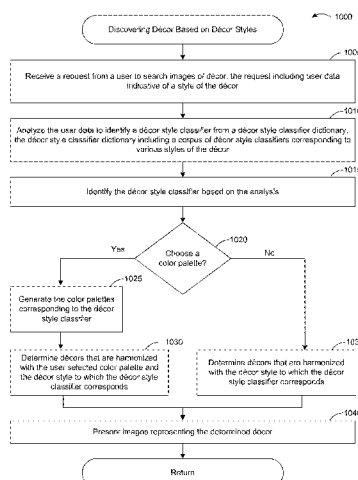 1000
Discovering Décor Based on Décor Styles
1005
Receive a request from a user to search images of décor, the request including user data
indicative of a style of the décor
1010
Analyze the user data to identify a décor style classifier from a décor style classifier dictionary,
the décor style classifier dictionary including a corpus of décor style classifiers corresponding to
various styles of the décor
1015
Identify the décor style classifier based on the analysis
1020
Choose a
color palette?
Yes
No
1025
Generate the color palettes
corresponding to the décor
style classifier
1030
Determine décors that are harmonized
with the user selected color palette and
the décor style to which the décor style
classifier corresponds
103
Determine décors that are harmonized
with the décor style to which the décor
style classifier corresponds
1040
Present images representing the determined décor
Return